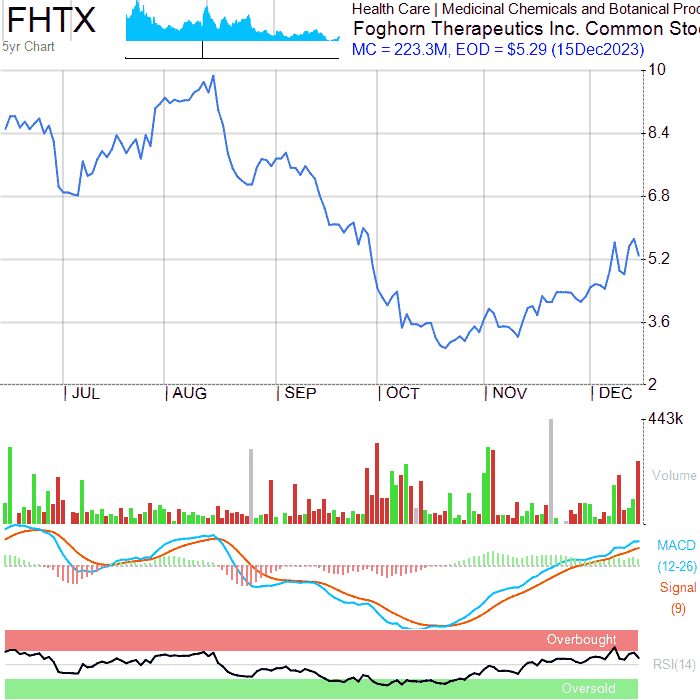 FHTX
5yr Chart
Health Care | Medicinal Chemicals and Botanical Pro
Foghorn Therapeutics Inc. Common Sto
MC = 223.3M, EOD = $5.29 (15Dec2023)
10
8.4
6.8
5.2
3.6
2
JUL AUG SEP OCT NOV DEC
443k
Volume
MACD
(12-26)
Signal
(9)
Overbought
RSI(14)
Oversold